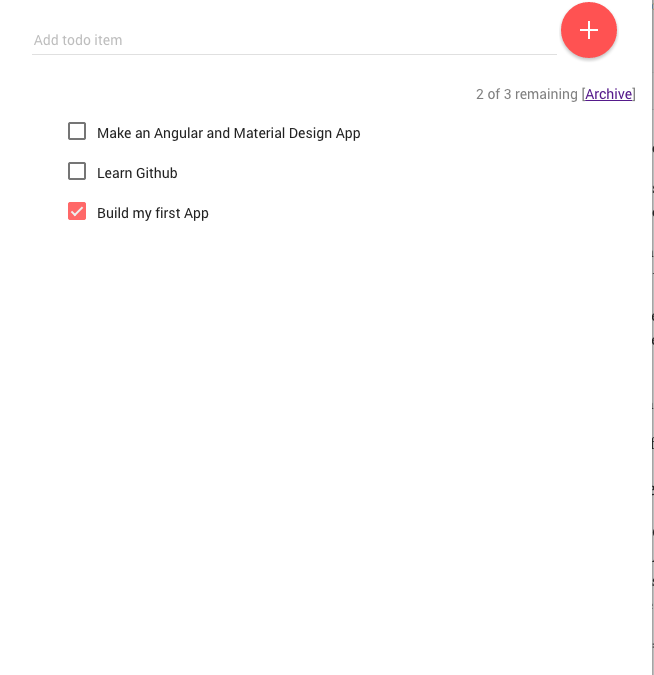 Add todo item
2 of 3 remaining [Archive]
Make an Angular and Material Design App
Learn Github
Build my first App